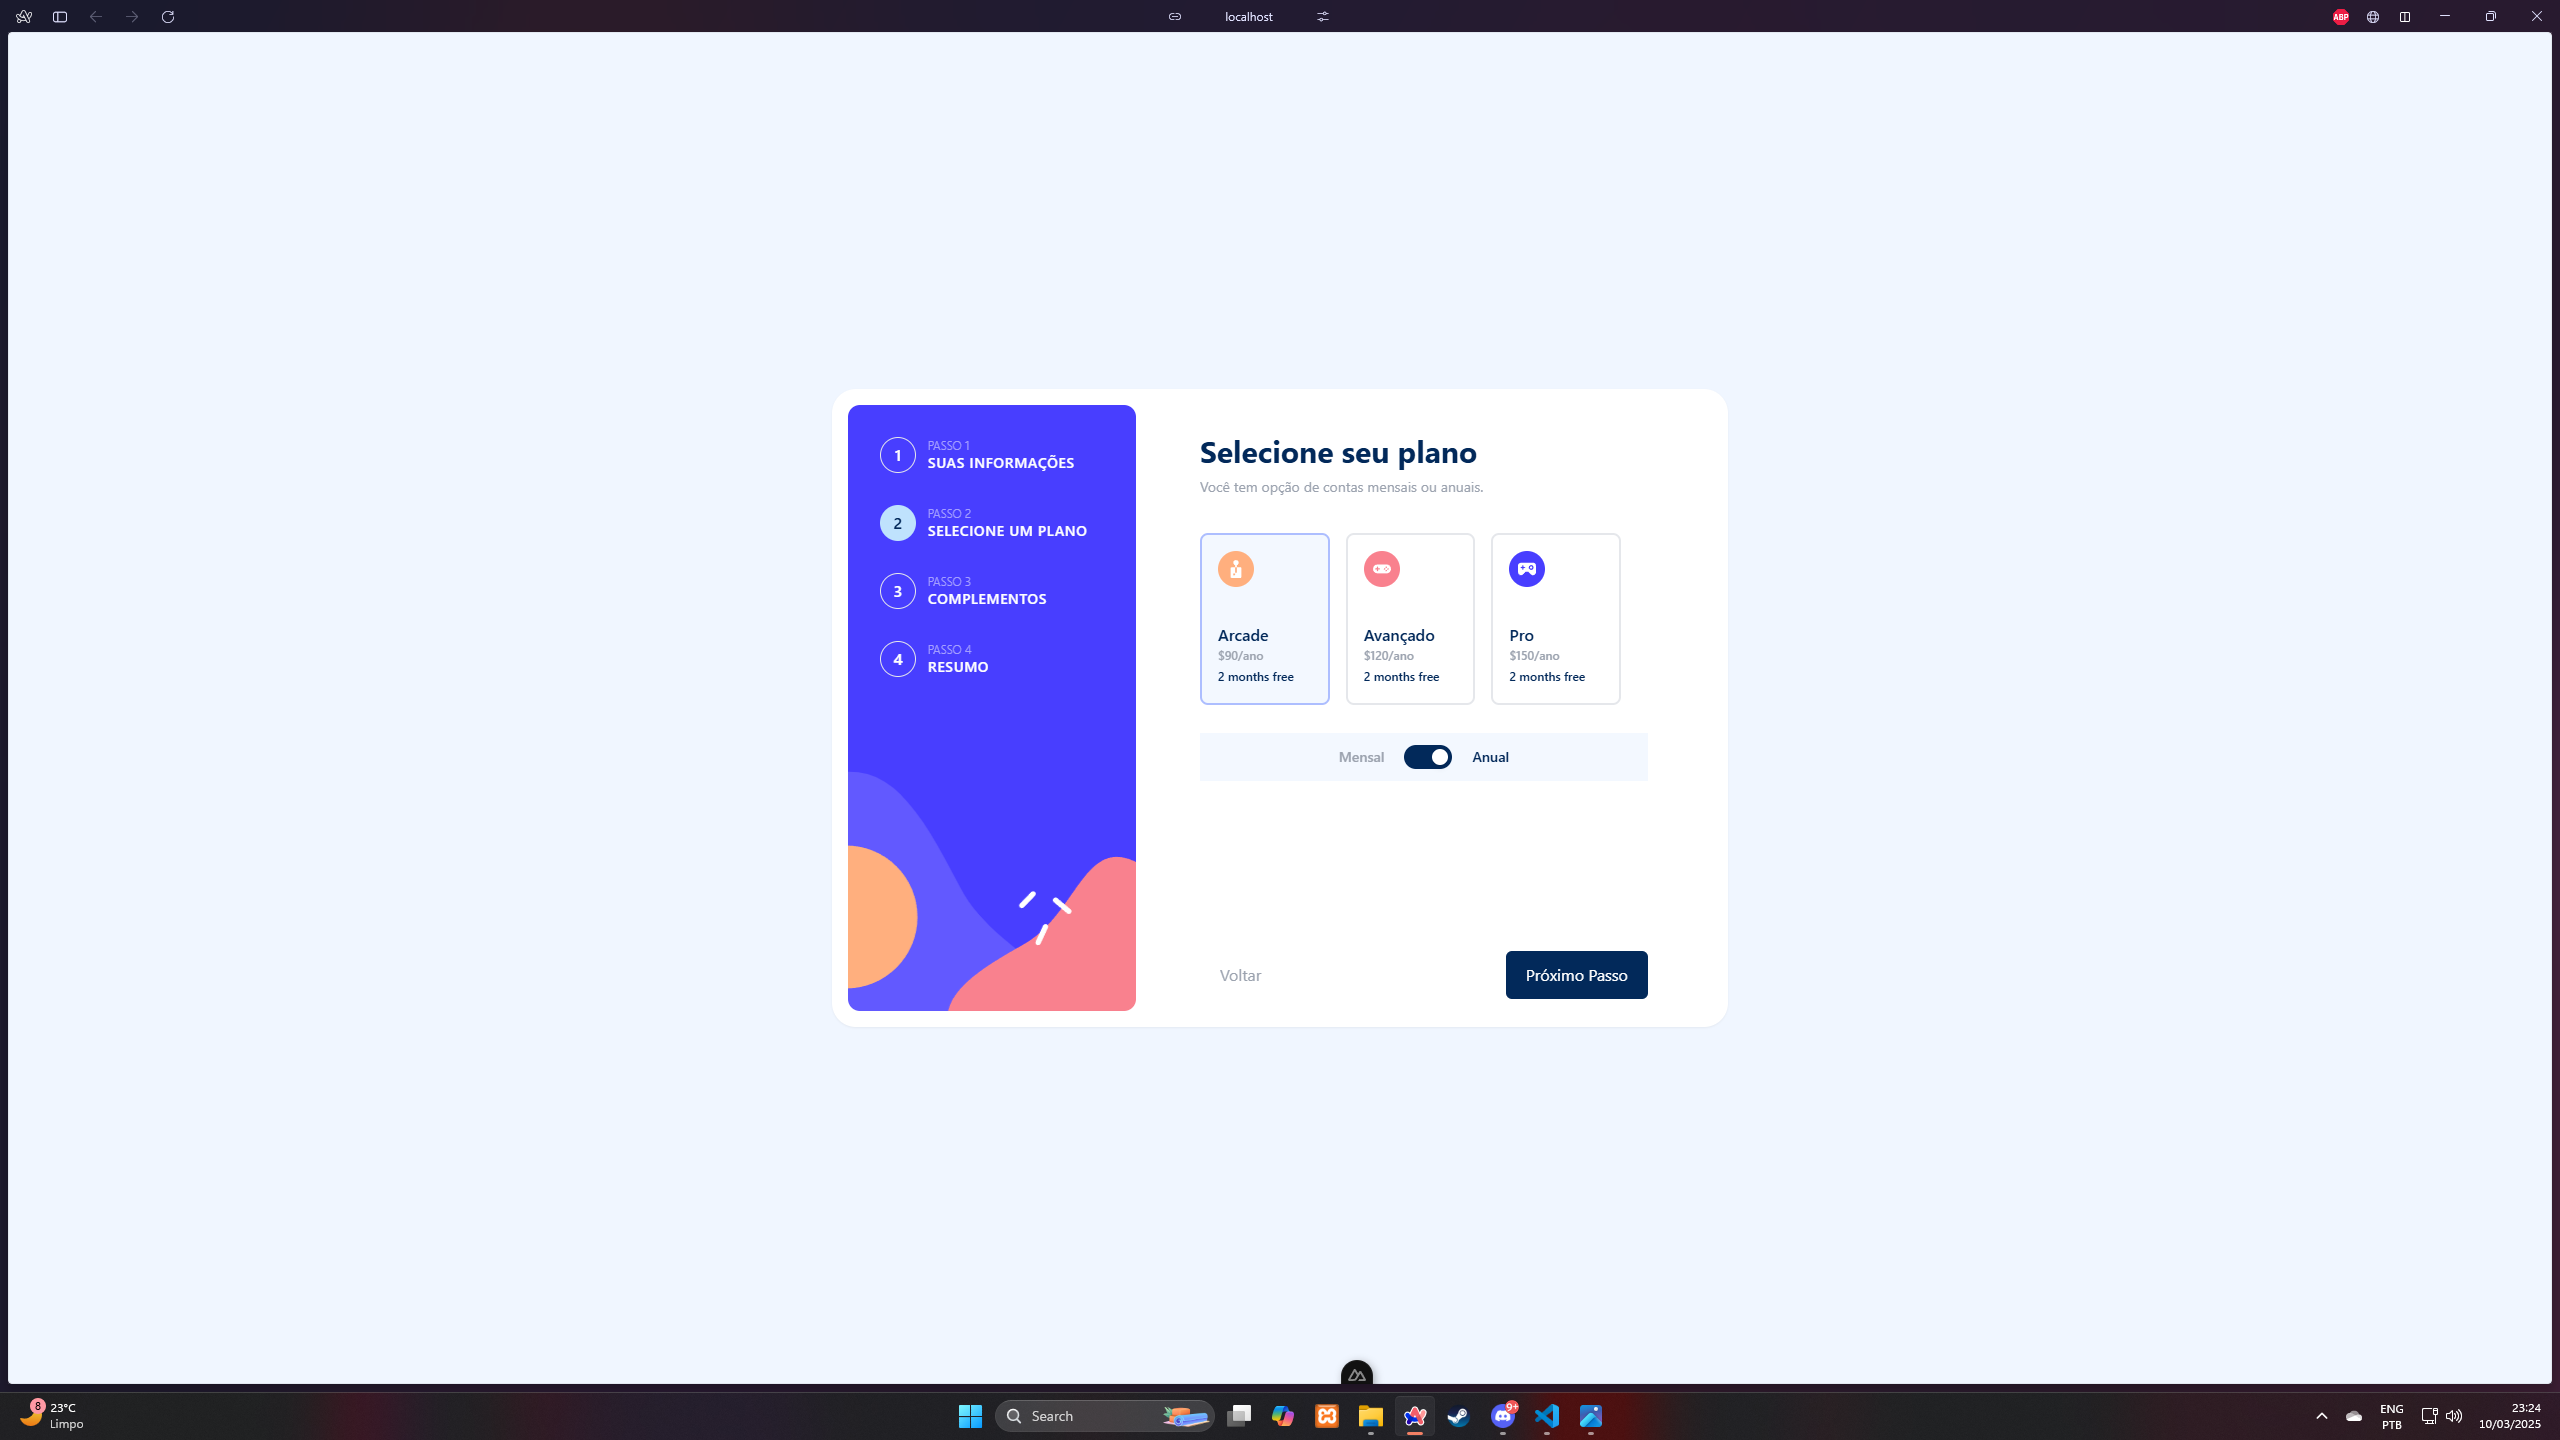 localhost
ABP
1
PASSO 1
SUAS INFORMAÇÕES
2
PASSO 2
SELECIONE UM PLANO
3
PASSO 3
COMPLEMENTOS
4
PASSO 4
RESUMO
Selecione seu plano
Você tem opção de contas mensais ou anuais.
Arcade
$90/ano
2 months free
Avançado
$120/ano
2 months free
Pro
$150/ano
2 months free
Mensal
Anual
Voltar
Próximo Passo
8
23°C
Limpo
Search
9+
ENG
PTB
23:24
10/03/2025